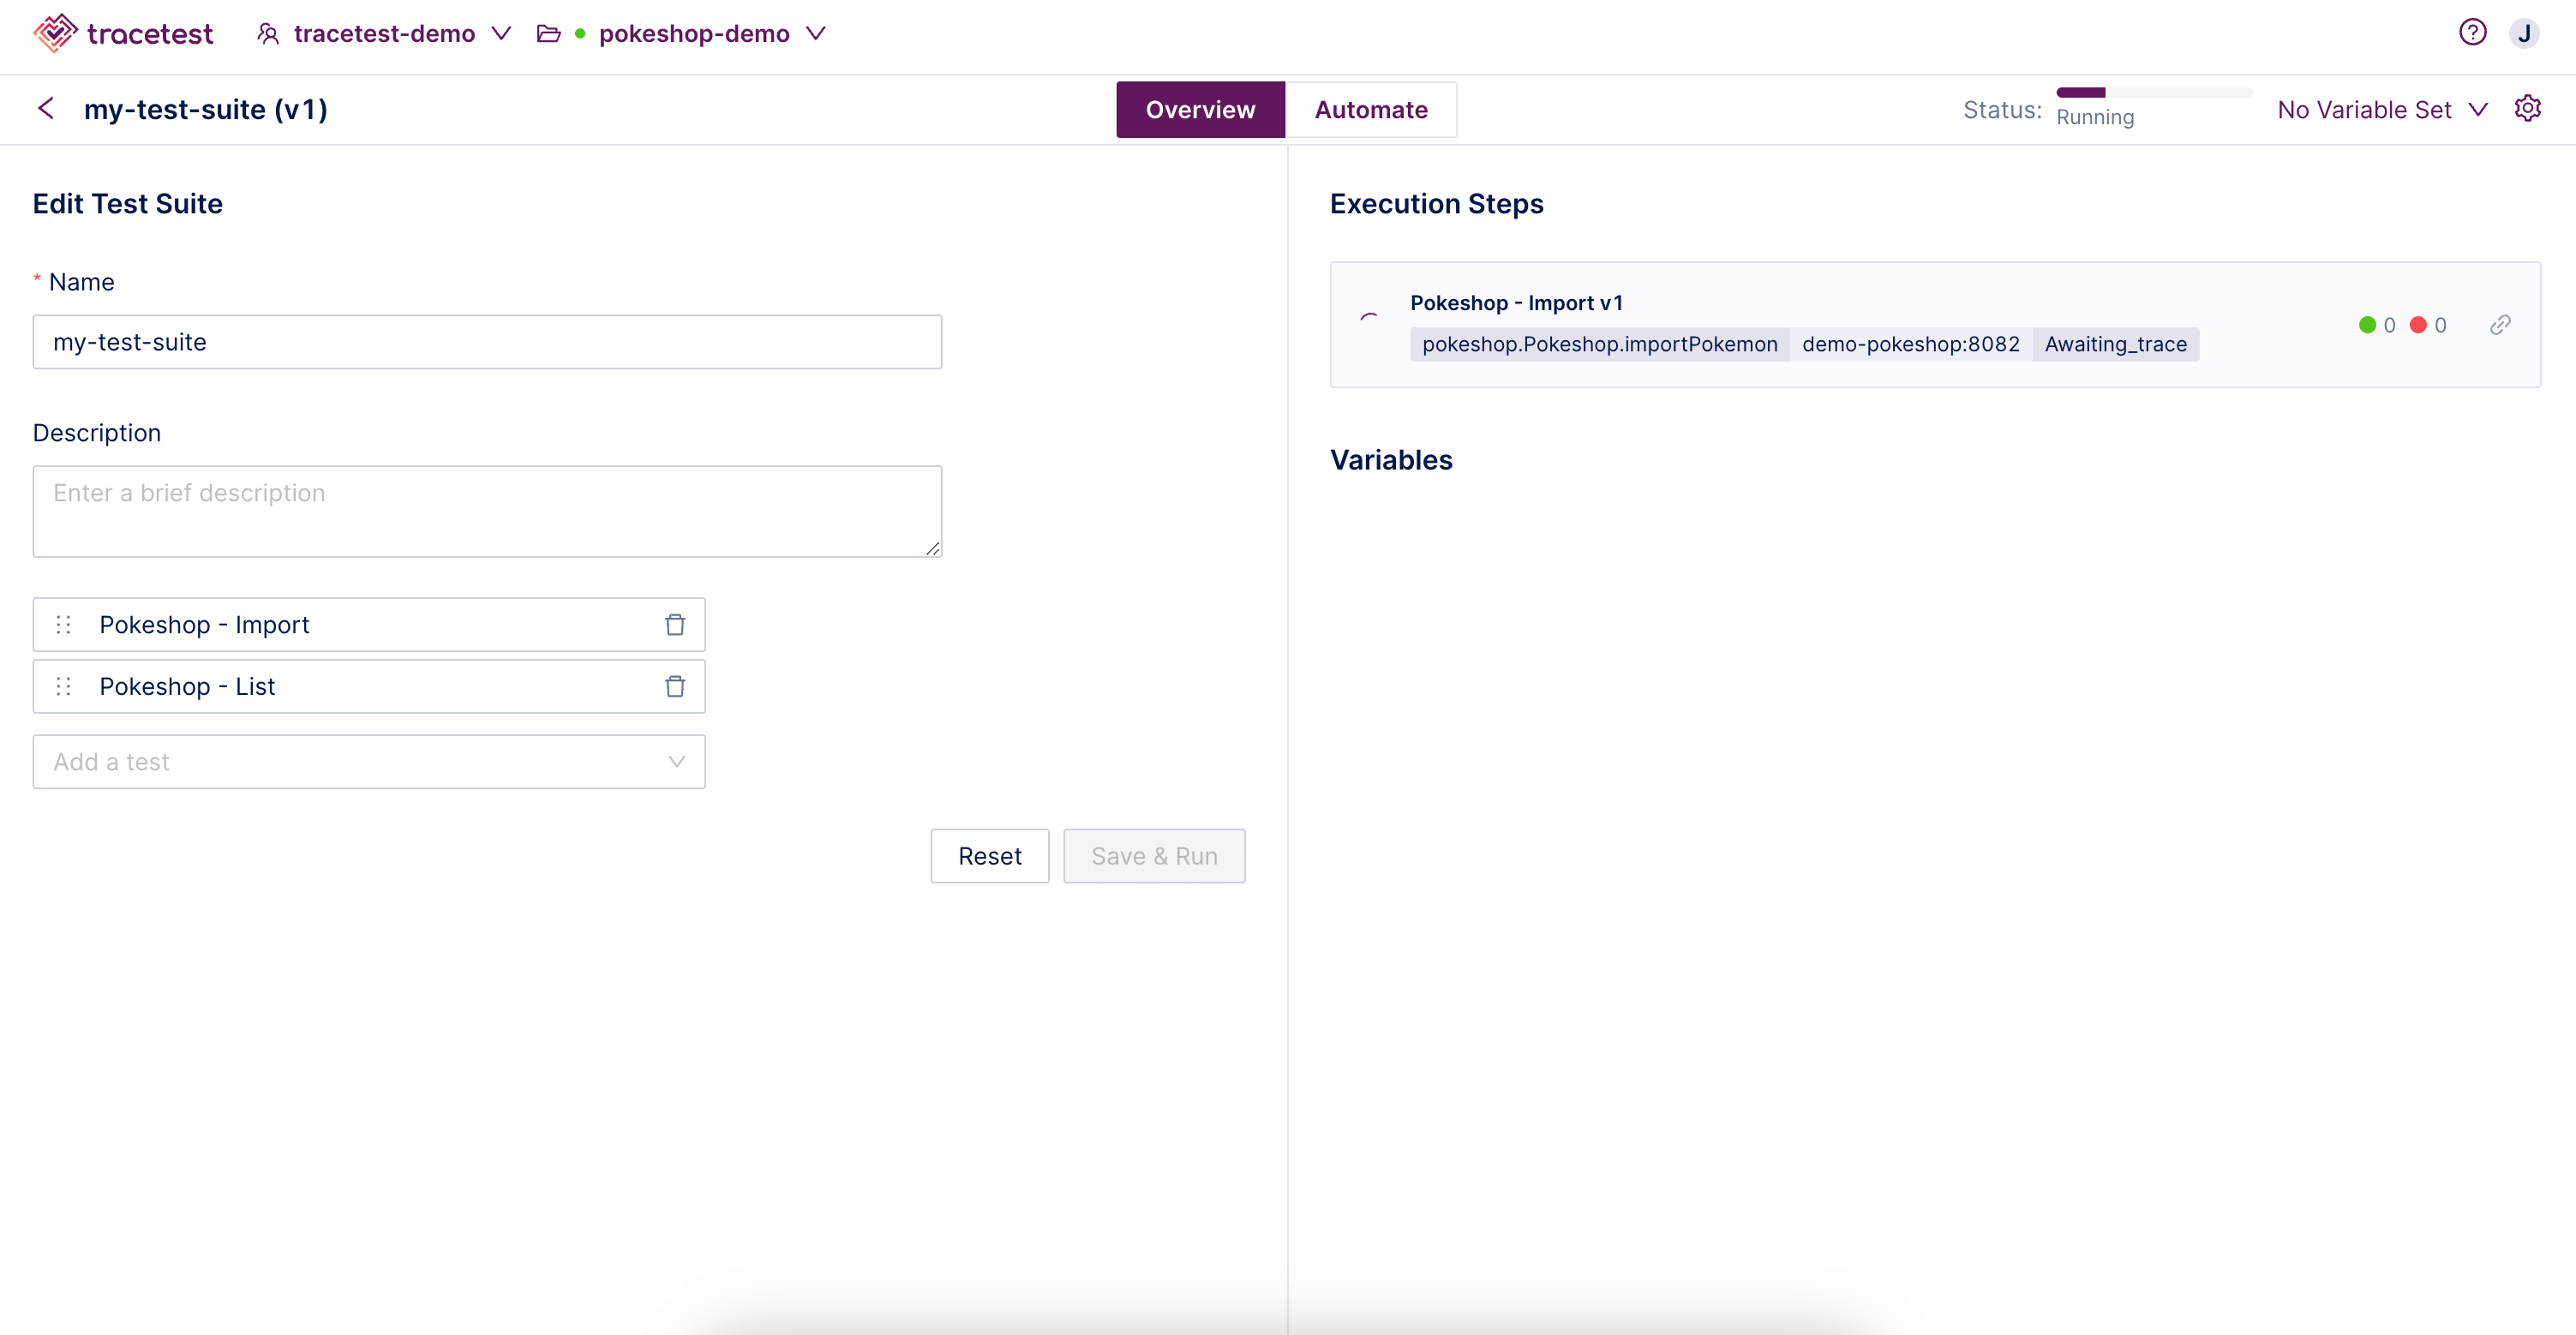 tracetest
tracetest-demo
pokeshop-demo
J
my-test-suite (v1)
Overview
Automate
Status:
Running
No Variable Set
Edit Test Suite
* Name
my-test-suite
Description
Enter a brief description
Pokeshop - Import
Pokeshop - List
Add a test
Reset
Save & Run
Execution Steps
Pokeshop - Import v1
pokeshop.Pokeshop.importPokemon demo-pokeshop:8082 Awaiting_trace
0 0
Variables